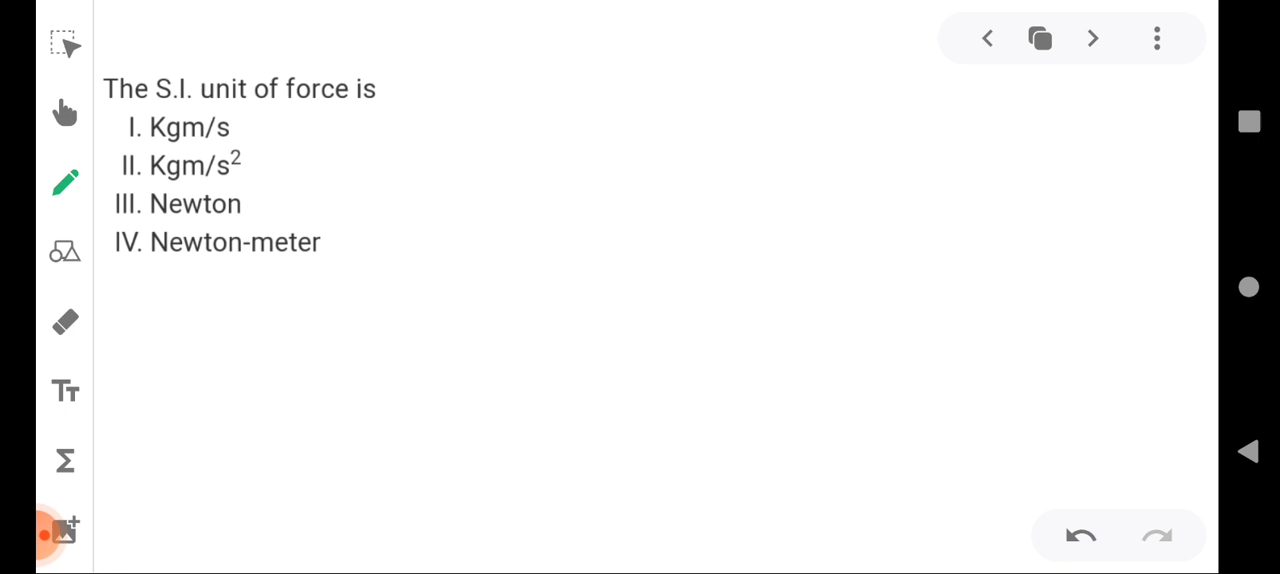 The S.I. unit of force is
I. Kgm/s
II. Kgm/s²
III. Newton
IV. Newton-meter